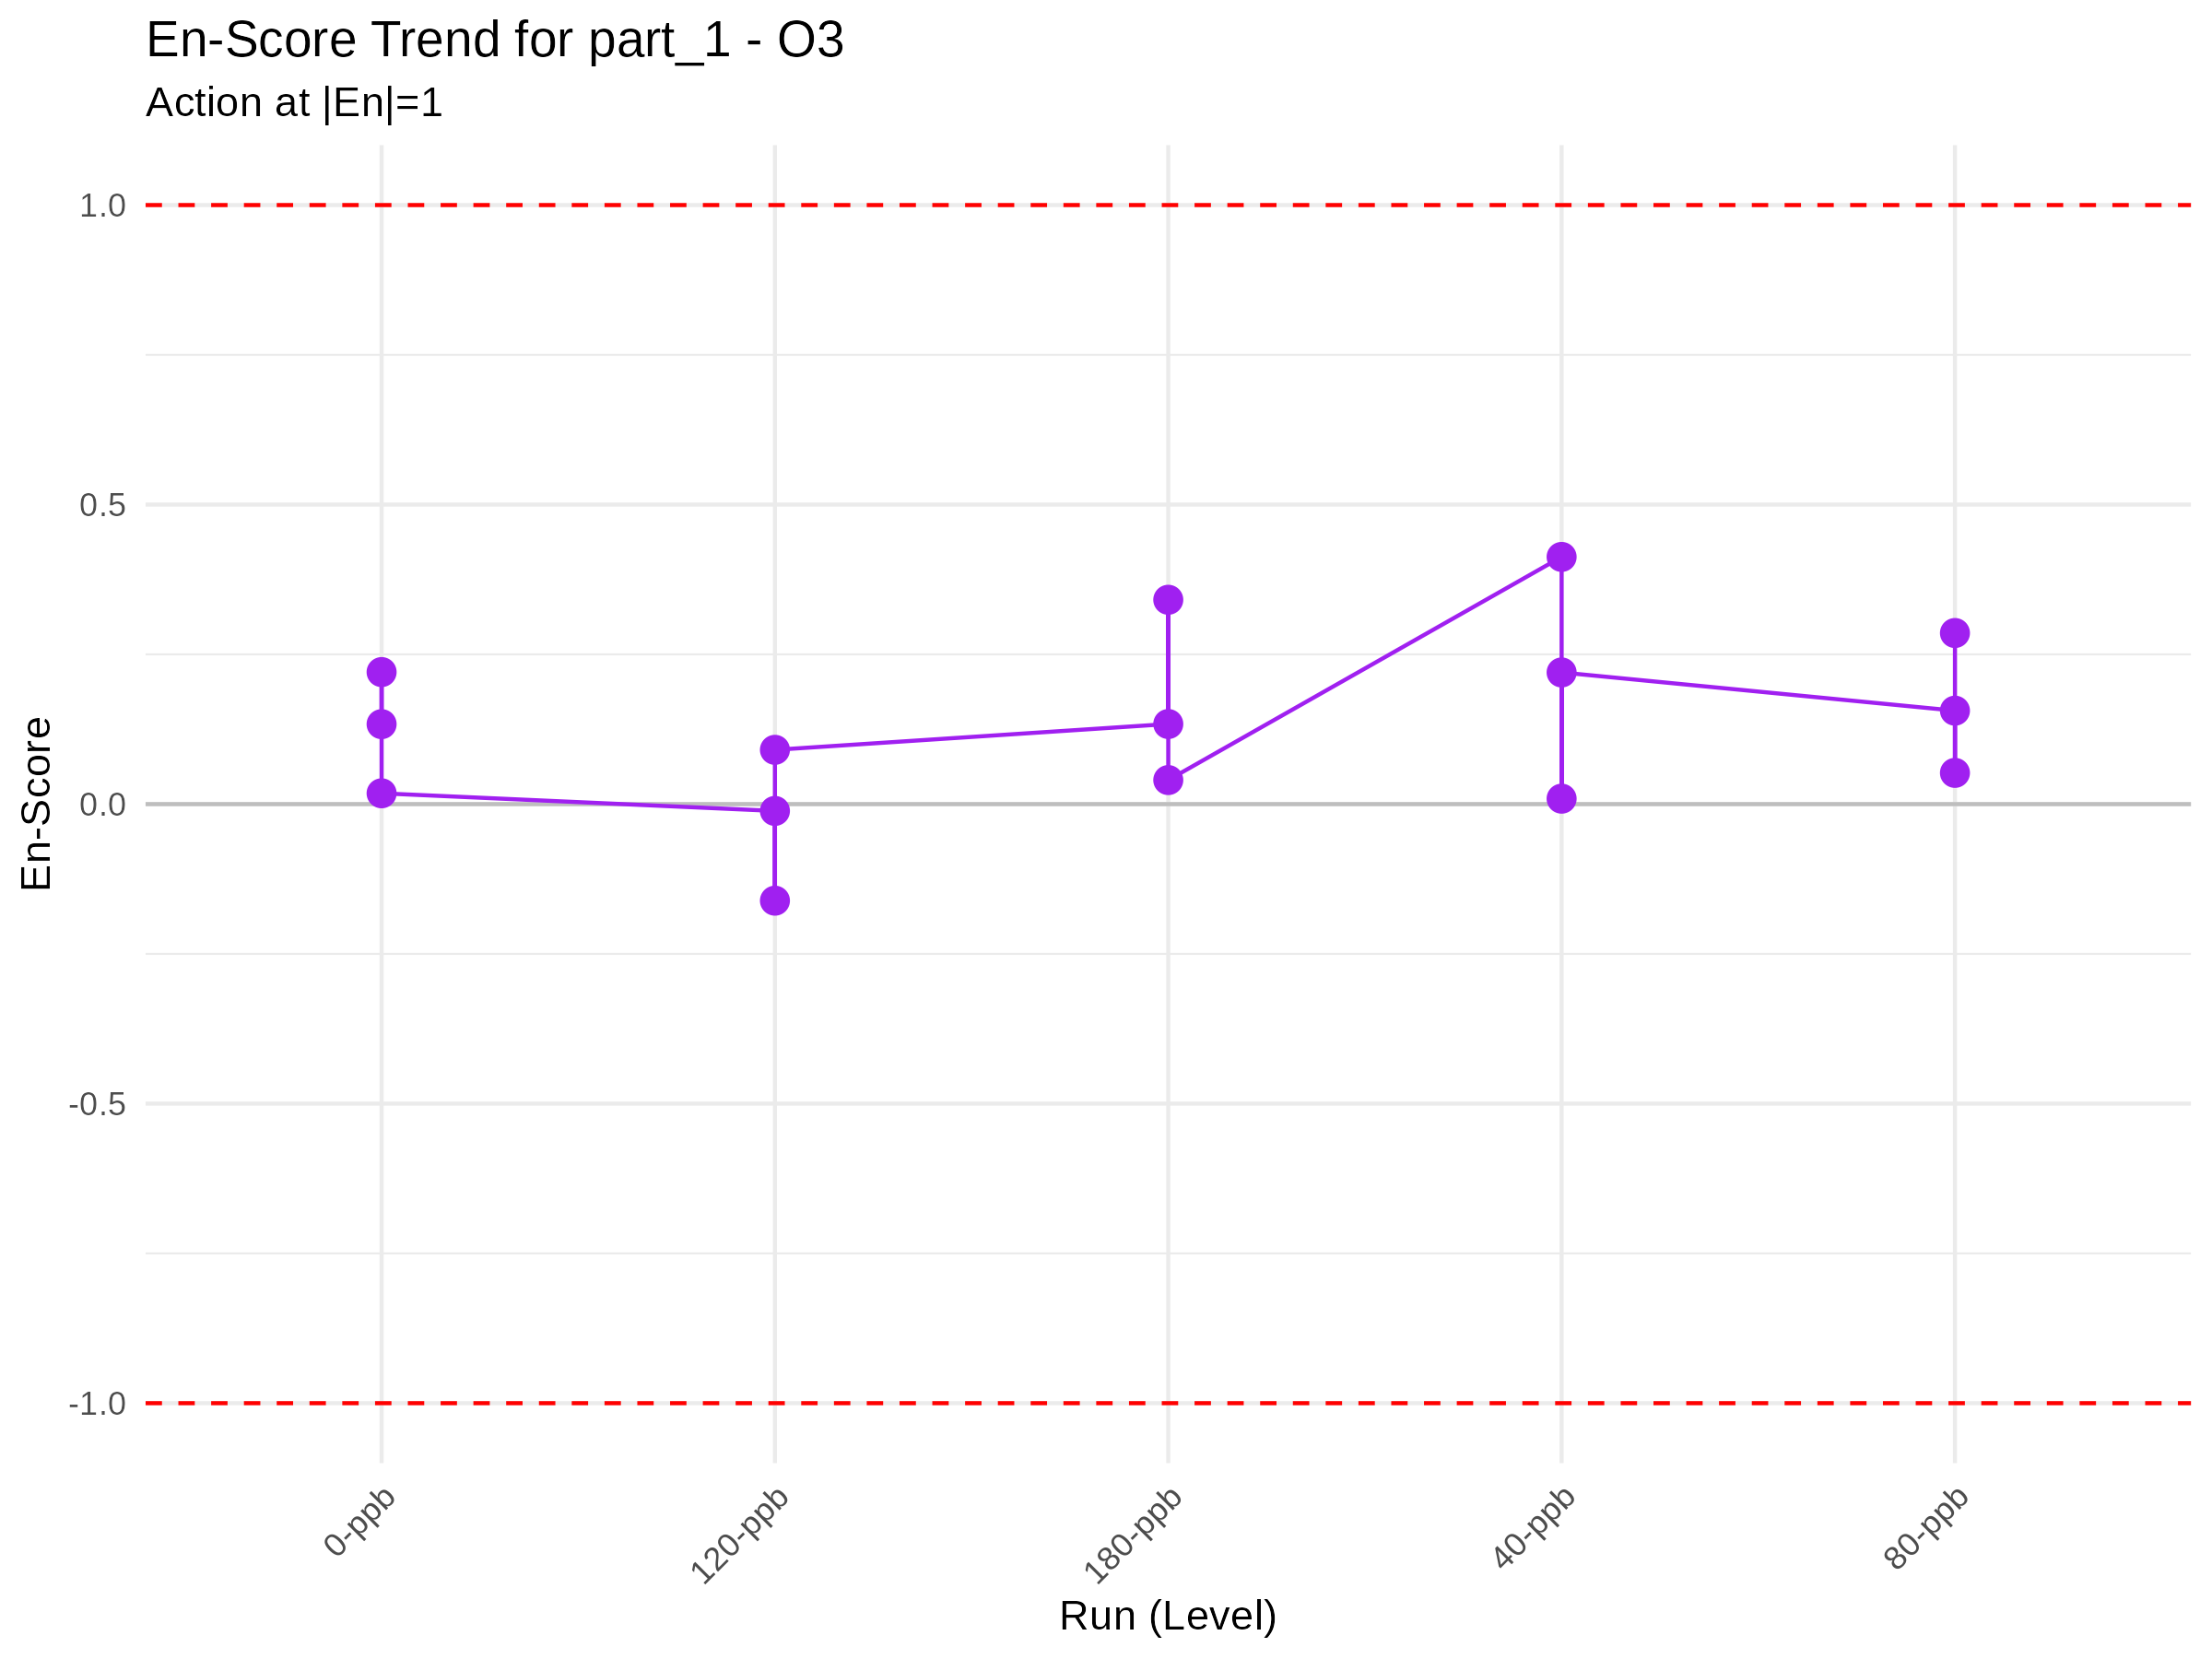 En-Score Trend for part_1 - O3
Action at |En|=1
1.0
0.5
0.0
-0.5
-1.0
En-Score
0-ppb
120-ppb
180-ppb
40-ppb
80-ppb
Run (Level)